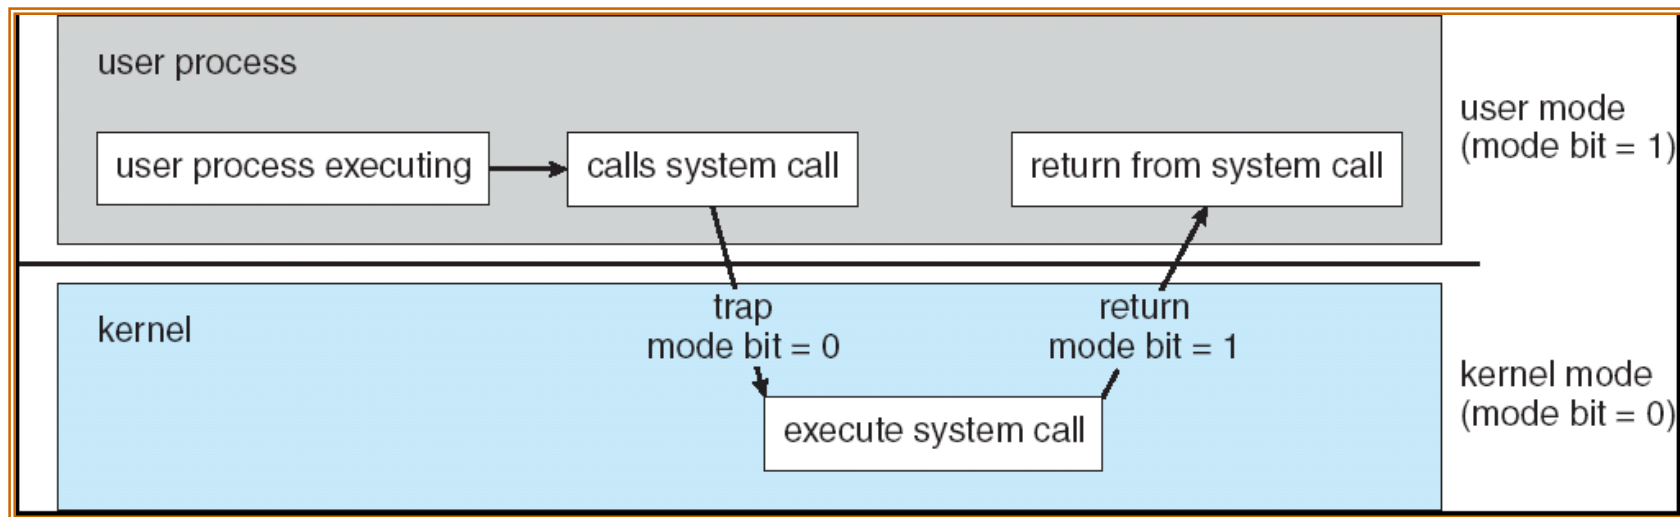 user process
user process executing
calls system call
return from system call
user mode
(mode bit = 1)
kernel
trap
mode bit = 0
return
mode bit = 1
execute system call
kernel mode
(mode bit = 0)